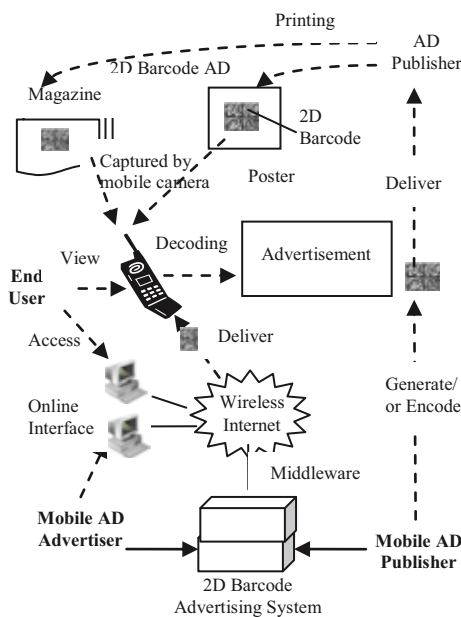 Printing
AD
Publisher
2D Barcode AD
Magazine
2D
Barcode
Captured by
mobile camera
Poster
Deliver
View
Decoding
Advertisement
End
User
Access
Deliver
Generate/
or Encode
Online
Interface
Wireless
Internet
Middleware
Mobile AD
Advertiser
Mobile AD
Publisher
2D Barcode
Advertising System